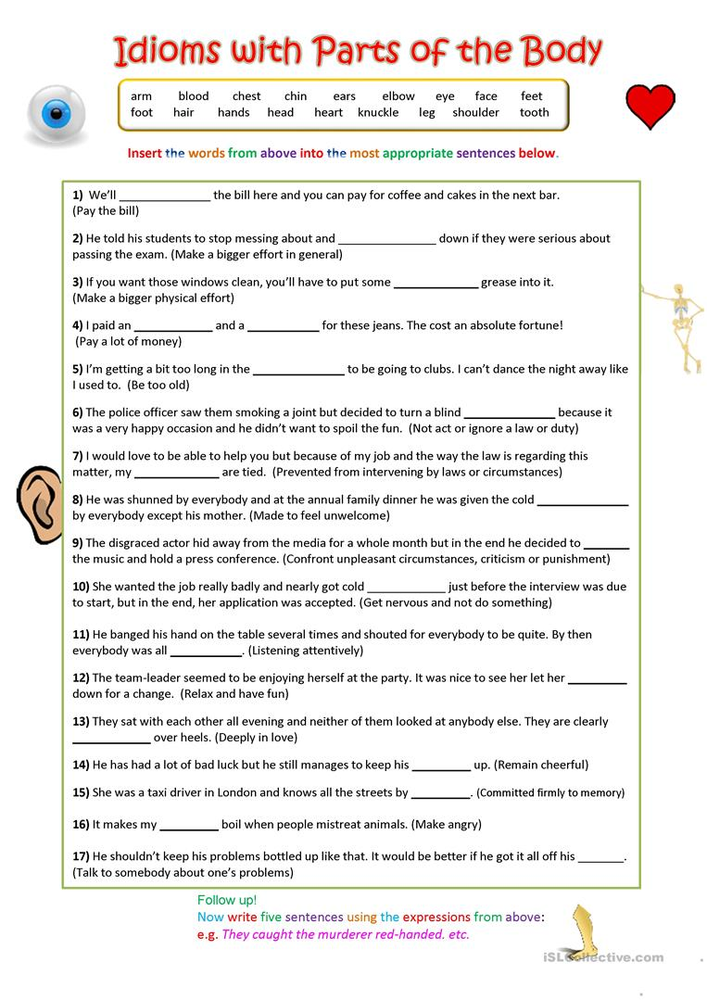 Idioms with Parts of the Body
arm blood chest chin ears elbow eye face feet
foot hair hands head heart knuckle leg shoulder tooth
Insert the words from above into the most appropriate sentences below.
1) We'll ______________ the bill here and you can pay for coffee and cakes in the next bar.
(Pay the bill)
2) He told his students to stop messing about and _______________ down if they were serious about
passing the exam. (Make a bigger effort in general)
3) If you want those windows clean, you'll have to put some _____________ grease into it.
(Make a bigger physical effort)
4) I paid an ____________ and a ___________ for these jeans. The cost an absolute fortune!
(Pay a lot of money)
5) I'm getting a bit too long in the ______________ to be going to clubs. I can't dance the night away like
I used to. (Be too old)
6) The police officer saw them smoking a joint but decided to turn a blind ______________ because it
was a very happy occasion and he didn't want to spoil the fun. (Not act or ignore a law or duty)
7) I would love to be able to help you but because of my job and the way the law is regarding this
matter, my _____________ are tied. (Prevented from intervening by laws or circumstances)
8) He was shunned by everybody and at the annual family dinner he was given the cold ______________
by everybody except his mother. (Made to feel unwelcome)
9) The disgraced actor hid away from the media for a whole month but in the end he decided to _______
the music and hold a press conference. (Confront unpleasant circumstances, criticism or punishment)
10) She wanted the job really badly and nearly got cold ____________ just before the interview was due
to start, but in the end, her application was accepted. (Get nervous and not do something)
11) He banged his hand on the table several times and shouted for everybody to be quite. By then
everybody was all ___________. (Listening attentively)
12) The team-leader seemed to be enjoying herself at the party. It was nice to see her let her _________
down for a change. (Relax and have fun)
13) They sat with each other all evening and neither of them looked at anybody else. They are clearly
____________ over heels. (Deeply in love)
14) He has had a lot of bad luck but he still manages to keep his _________ up. (Remain cheerful)
15) She was a taxi driver in London and knows all the streets by _________. (Committed firmly to memory)
16) It makes my _________ boil when people mistreat animals. (Make angry)
17) He shouldn't keep his problems bottled up like that. It would be better if he got it all off his _______.
(Talk to somebody about one's problems)
Follow up!
Now write five sentences using the expressions from above:
e.g. They caught the murderer red-handed. etc.
iSLCollective.com